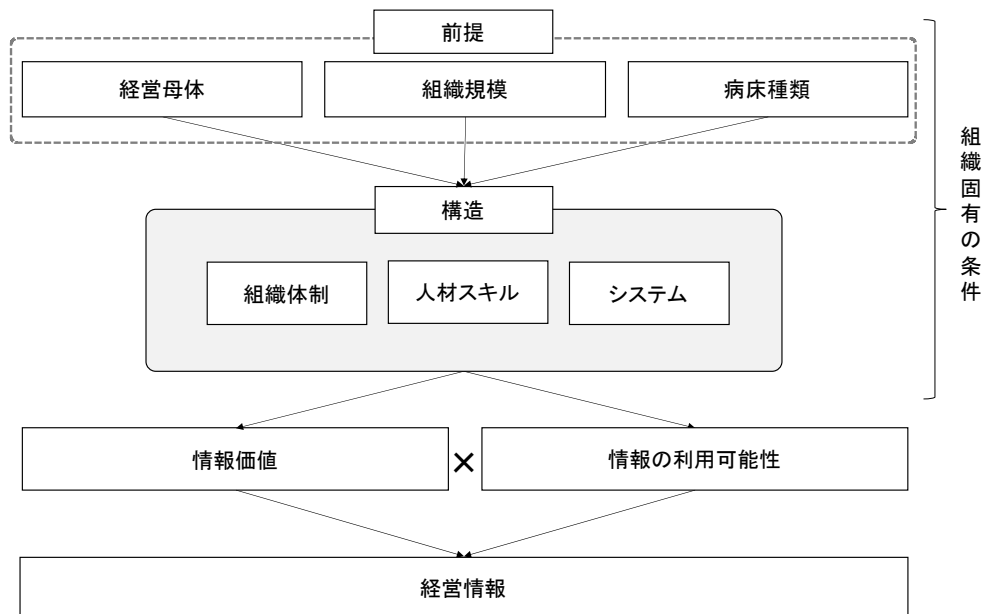 前提
経営母体
組織規模
病床種類
構造
組織体制
人材スキル
システム
組織固有の条件
情報価値
×
情報の利用可能性
経営情報